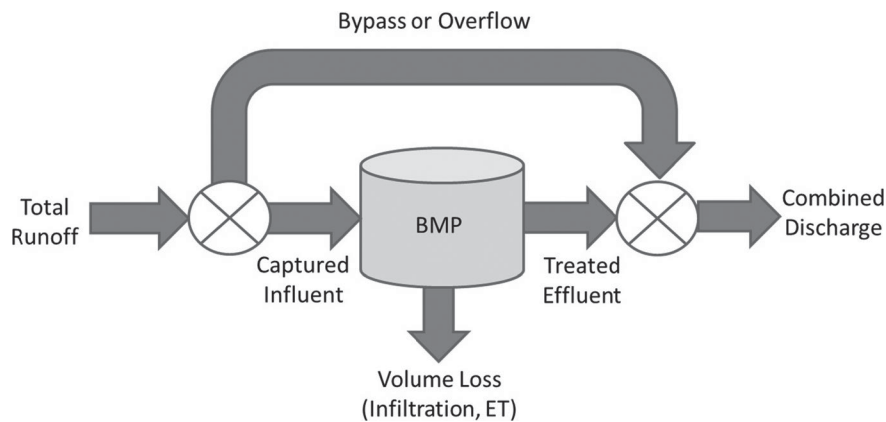 Bypass or Overflow
Total
Runoff
Captured
Influent
BMP
Treated
Effluent
Combined
Discharge
Volume Loss
(Infiltration, ET)